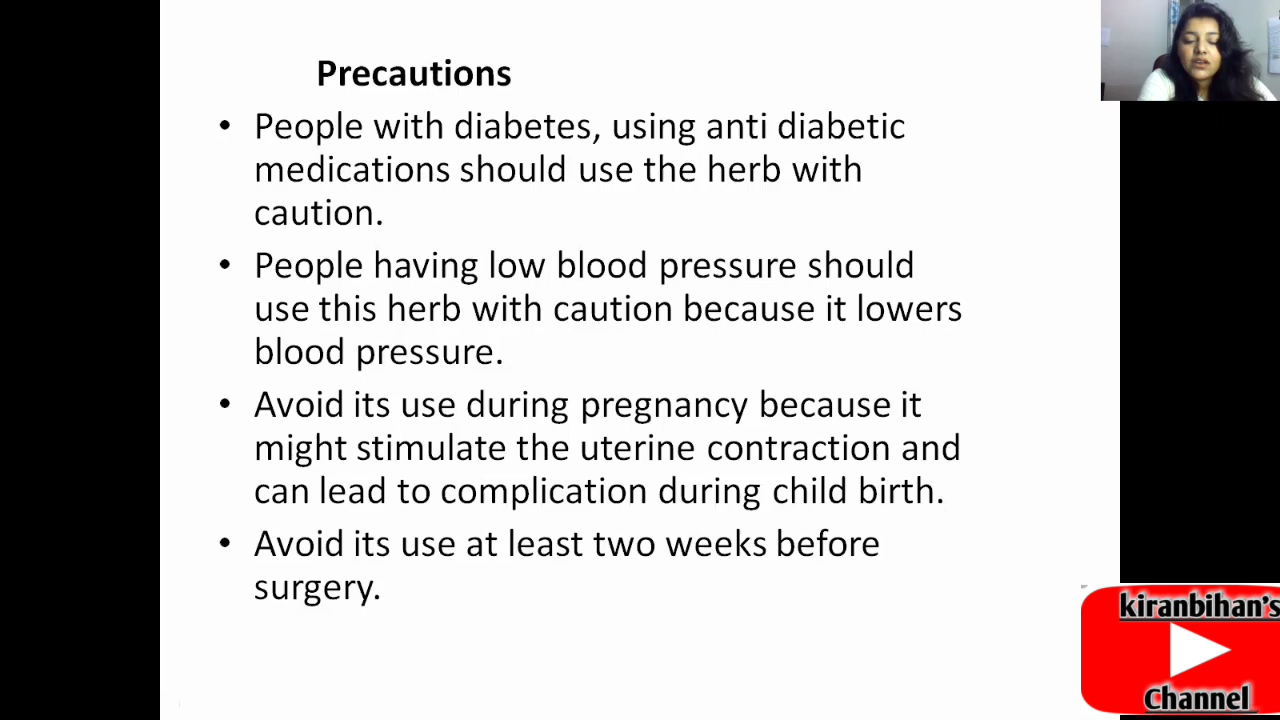 Precautions
• People with diabetes, using anti diabetic
medications should use the herb with
caution.
• People having low blood pressure should
use this herb with caution because it lowers
blood pressure.
• Avoid its use during pregnancy because it
might stimulate the uterine contraction and
can lead to complication during child birth.
• Avoid its use at least two weeks before
surgery.
kiranbihan's
Channel